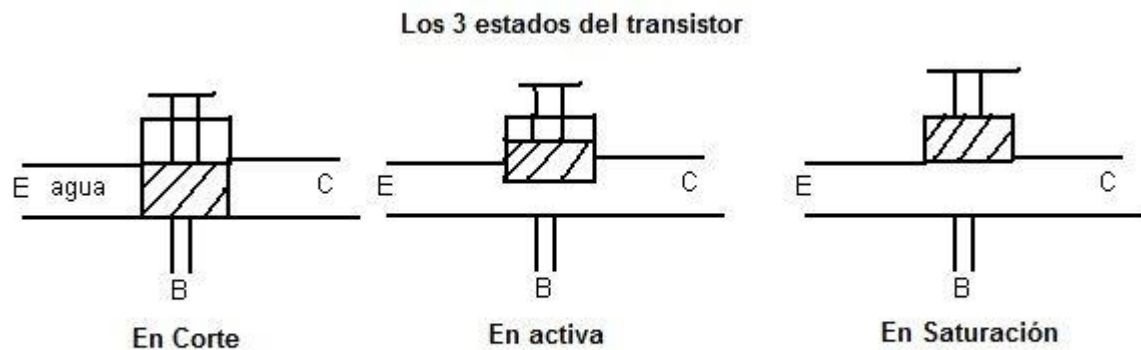 Los 3 estados del transistor
E agua C
B
En Corte
E C
B
En activa
E C
B
En Saturación